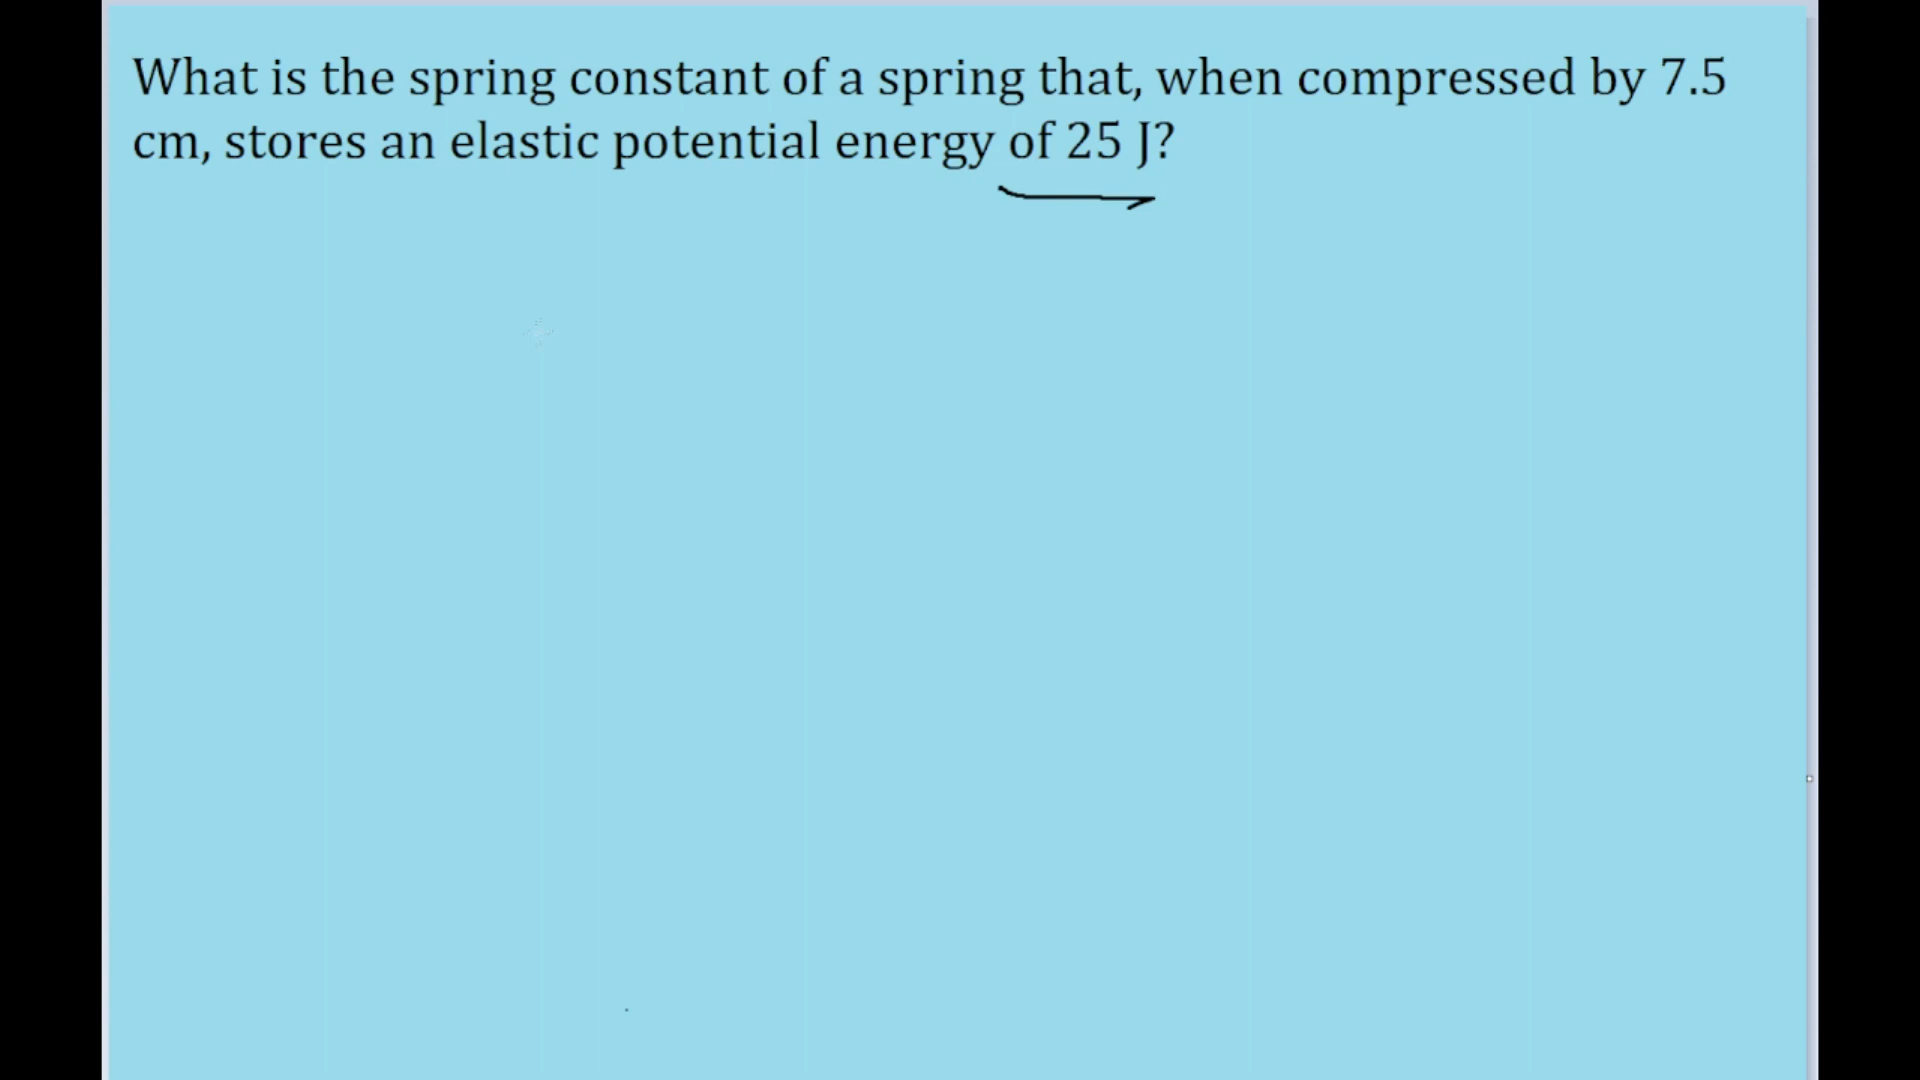 What is the spring constant of a spring that, when compressed by 7.5
cm, stores an elastic potential energy of 25 J?